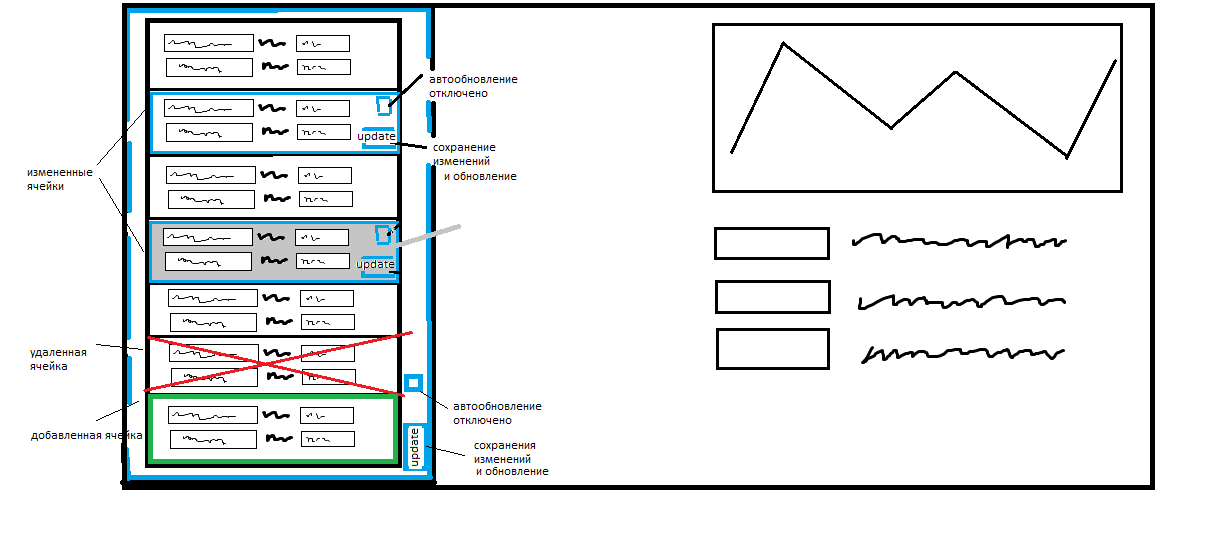 автообновление
отключено
update
сохранение
изменений
и обновление
измененные
ячейки
update
удаленная
ячейка
автообновление
отключено
добавленная ячейка
update
сохранения
изменений
и обновление